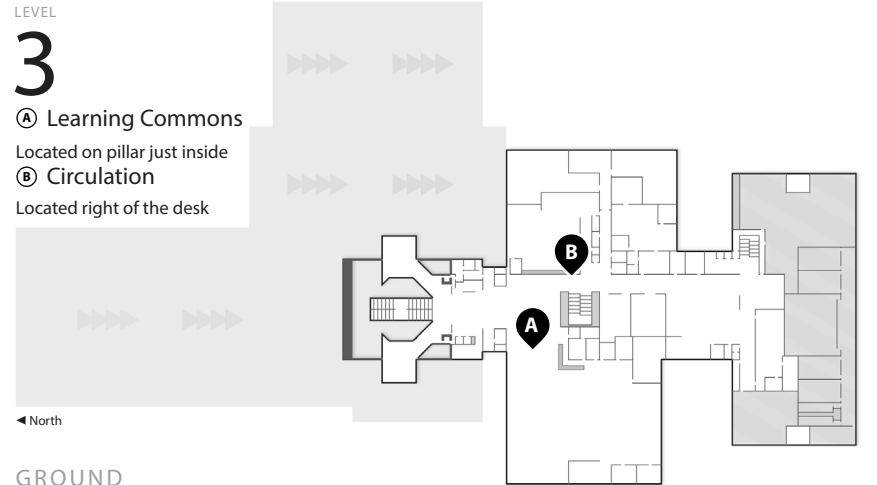 LEVEL
3
A Learning Commons
Located on pillar just inside
B Circulation
Located right of the desk
B
A
◄ North
GROUND